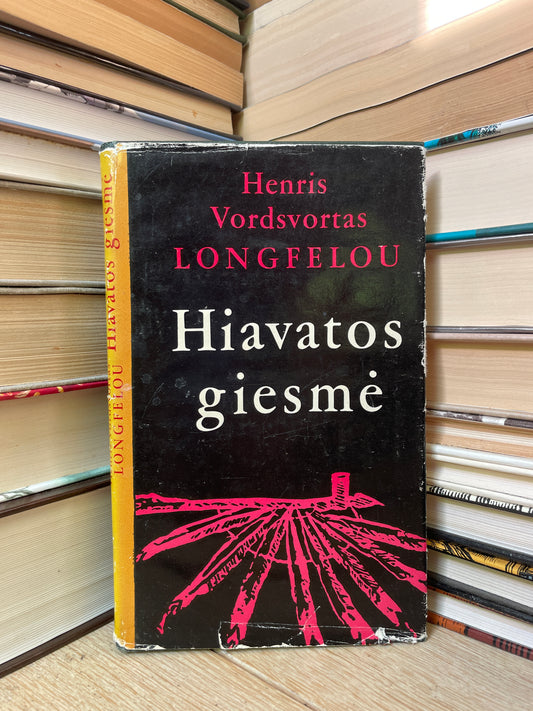 Henris
Vordsvortas
LONGFELOU
Hiavatos
giesmė
LONGFELOU Hiavatos giesmė